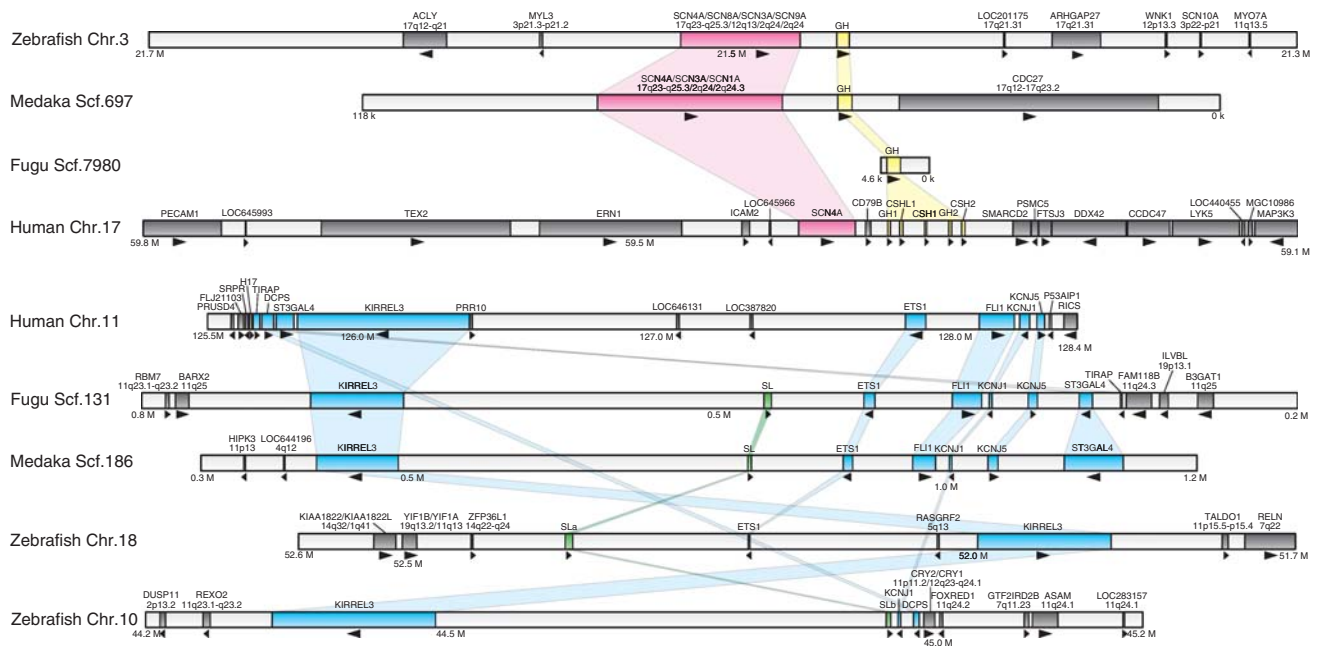 ACLY
17q12-q21
MYL3
3p21.3-p21.2
SCN4A/SCN8A/SCN3A/SCN9A
17q23-q25.3/12q13/2q24/2q24
GH
LOC201175
17q21.31
ARHGAP27
17q21.31
WNK1
12p13.3
SCN10A
3p22-p21
MYO7A
11q13.5
Zebrafish Chr.3
21.7 M
21.5 M
21.3 M
SCN4A/SCN3A/SCN1A
17q23-q25.3/2q24/2q24.3
GH
CDC27
17q12-17q23.2
Medaka Scf.697
118 k
0 k
GH
Fugu Scf.7980
4.6 k
0 k
PECAM1
LOC645993
TEX2
ERN1
ICAM2
LOC645966
SCN4A
CD79B
GH1
CSHL1
CSH1
GH2
CSH2
SMARCD2
PSMC5
FTSJ3
DDX42
CCDC47
LYK5
LOC440455
MGC10986
MAP3K3
Human Chr.17
59.8 M
59.5 M
59.1 M
PRUSD4
FLJ21103
SRPR
H17
TIRAP
DCPS
ST3GAL4
KIRREL3
PRR10
LOC646131
LOC387820
ETS1
FLI1
KCNJ1
KCNJ5
P53AIP1
RICS
Human Chr.11
125.5M
126.0 M
127.0 M
128.0 M
128.4 M
RBM7
11q23.1-q23.2
BARX2
11q25
KIRREL3
SL
ETS1
FLI1
KCNJ1
KCNJ5
ST3GAL4
TIRAP
FAM118B
11q24.3
ILVBL
19p13.1
B3GAT1
11q25
Fugu Scf.131
0.8 M
0.5 M
0.2 M
HIPK3
11p13
LOC644196
4q12
KIRREL3
SL
ETS1
FLI1
KCNJ1
KCNJ5
ST3GAL4
Medaka Scf.186
0.3 M
0.5 M
1.0 M
1.2 M
KIAA1822/KIAA1822L
14q32/1q41
YIF1B/YIF1A
19q13.2/11q13
ZFP36L1
14q22-q24
SLa
ETS1
RASGRF2
5q13
KIRREL3
TALDO1
11p15.5-p15.4
RELN
7q22
Zebrafish Chr.18
52.6 M
52.5 M
52.0 M
51.7 M
DUSP11
2p13.2
REXO2
11q23.1-q23.2
KIRREL3
SLb
KCNJ1
DCPS
CRY2/CRY1
11p11.2/12q23-q24.1
FOXRED1
11q24.2
GTF2IRD2B
7q11.23
ASAM
11q24.1
LOC283157
11q24.1
Zebrafish Chr.10
44.2 M
44.5 M
45.0 M
45.2 M